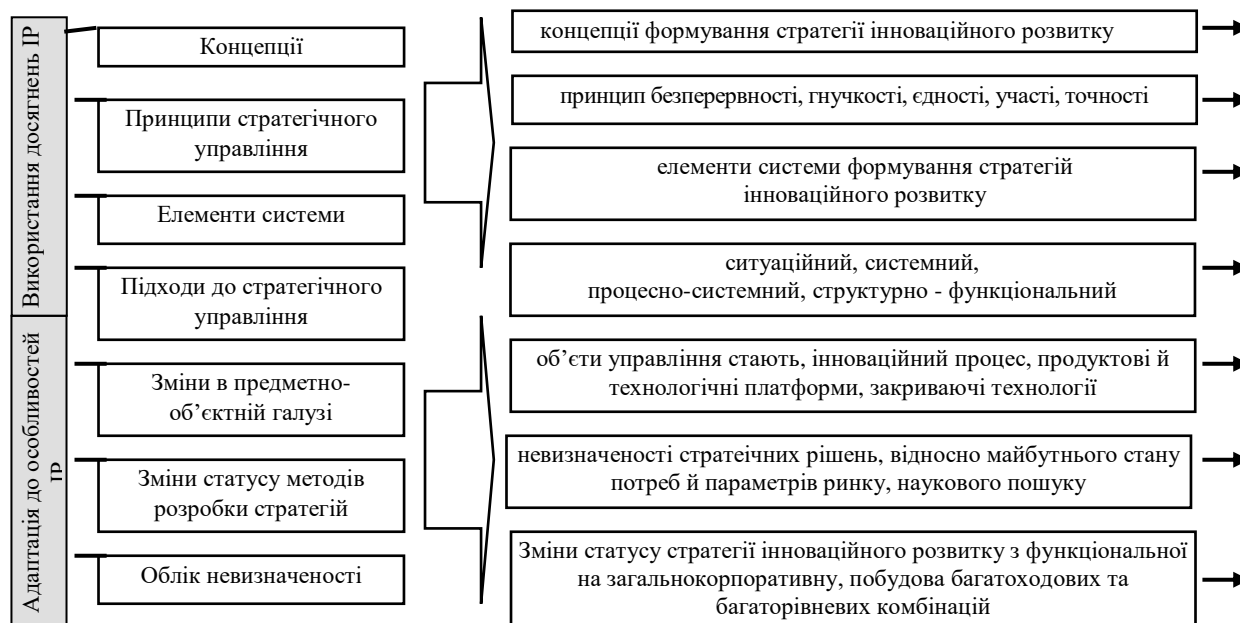 Використання досягнень ІР
Концепції
Принципи стратегічного
управління
Елементи системи
Підходи до стратегічного
управління
Адаптація до особливостей
ІР
Зміни в предметно-
об’єктній галузі
Зміни статусу методів
розробки стратегій
Облік невизначеності
концепції формування стратегії інноваційного розвитку
принцип безперервності, гнучкості, єдності, участі, точності
елементи системи формування стратегій
інноваційного розвитку
ситуаційний, системний,
процесно-системний, структурно - функціональний
об’єти управління стають, інноваційний процес, продуктові й
технологічні платформи, закриваючі технології
невизначеності стратеічних рішень, відносно майбутнього стану
потреб й параметрів ринку, наукового пошуку
Зміни статусу стратегії інноваційного розвитку з функціональної
на загальнокорпоративну, побудова багатоходових та
багаторівневих комбінацій